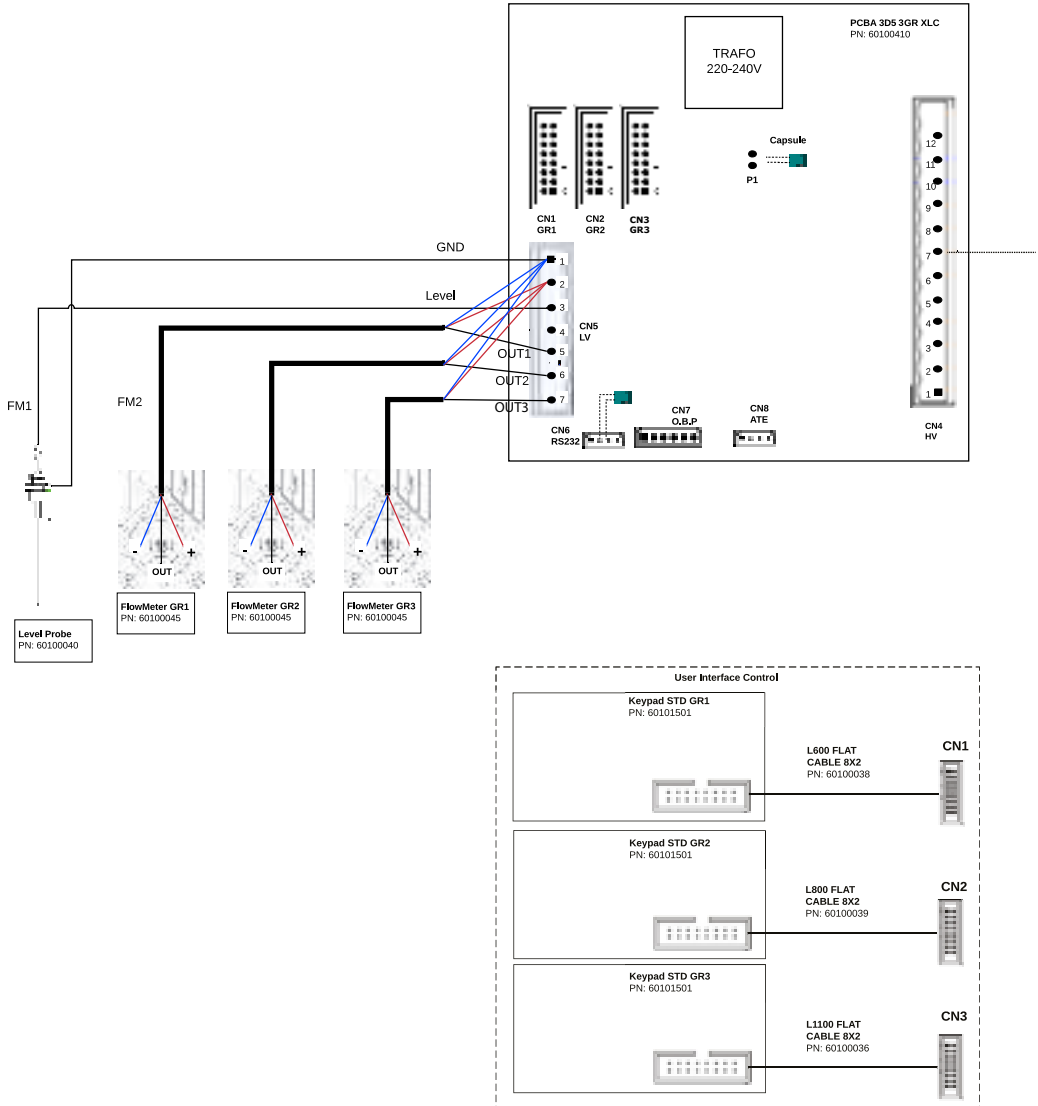 PCBA 3D5 3GR XLC
PN: 60100410
TRAFO
220-240V
Capsule
P1
12
11
10
9
8
7
6
5
4
3
2
1
CN4
HV
CN1
GR1
CN2
GR2
CN3
GR3
GND
Level
1
2
3
4
5
6
7
CN5
LV
OUT1
OUT2
OUT3
CN6
RS232
CN7
O.B.P
CN8
ATE
FM1
FM2
-
+
OUT
-
+
OUT
-
+
OUT
Level Probe
PN: 60100040
FlowMeter GR1
PN: 60100045
FlowMeter GR2
PN: 60100045
FlowMeter GR3
PN: 60100045
User Interface Control
Keypad STD GR1
PN: 60101501
L600 FLAT
CABLE 8X2
PN: 60100038
CN1
Keypad STD GR2
PN: 60101501
L800 FLAT
CABLE 8X2
PN: 60100039
CN2
Keypad STD GR3
PN: 60101501
L1100 FLAT
CABLE 8X2
PN: 60100036
CN3